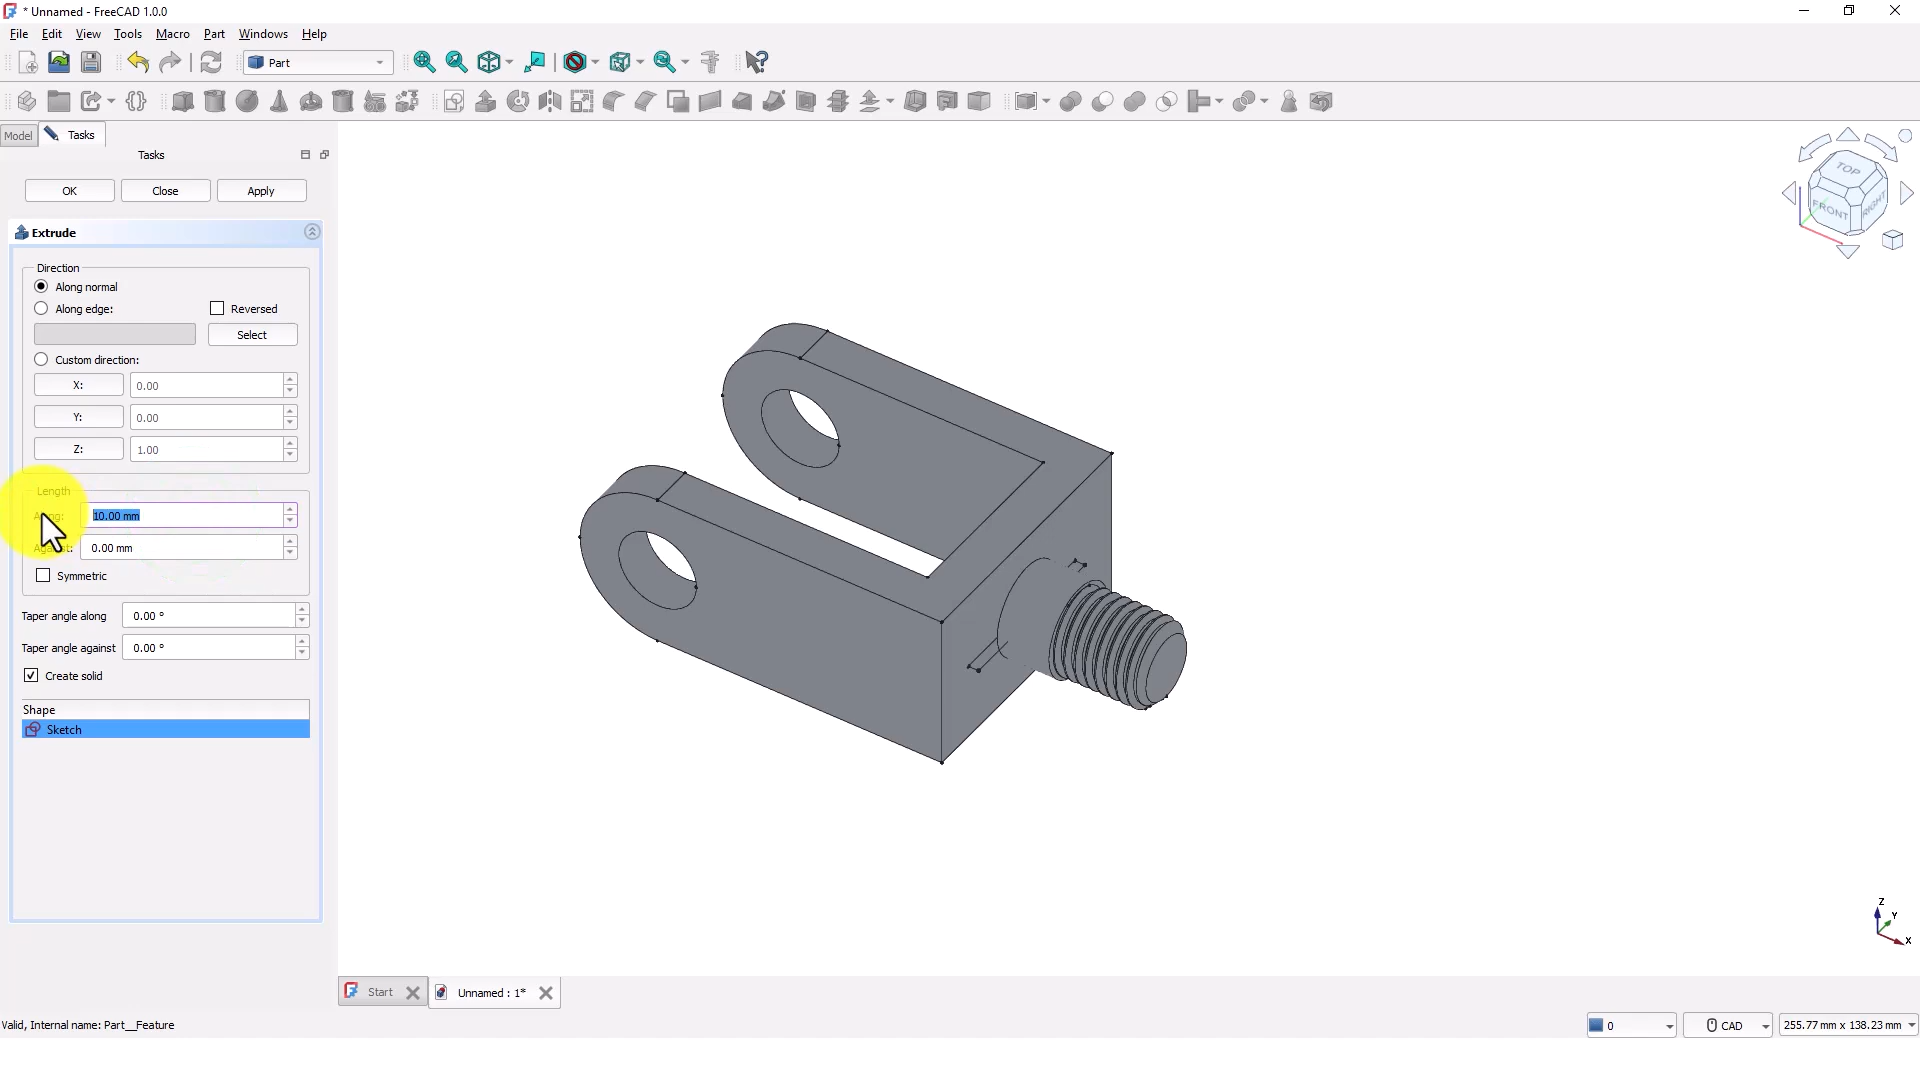 * Unnamed - FreeCAD 1.0.0
File Edit View Tools Macro Part Windows Help
Part
Model Tasks
Tasks
OK Close Apply
Extrude
Direction
Along normal
Along edge: Reversed
Select
Custom direction:
X: 0.00
Y: 0.00
Z: 1.00
Length
10.00 mm
Against: 0.00 mm
Symmetric
Taper angle along 0.00 °
Taper angle against 0.00 °
Create solid
Shape
Sketch
TOP
FRONT RIGHT
Z
Y
X
Start Unnamed : 1*
Valid, Internal name: Part__Feature
0 CAD 255.77 mm x 138.23 mm